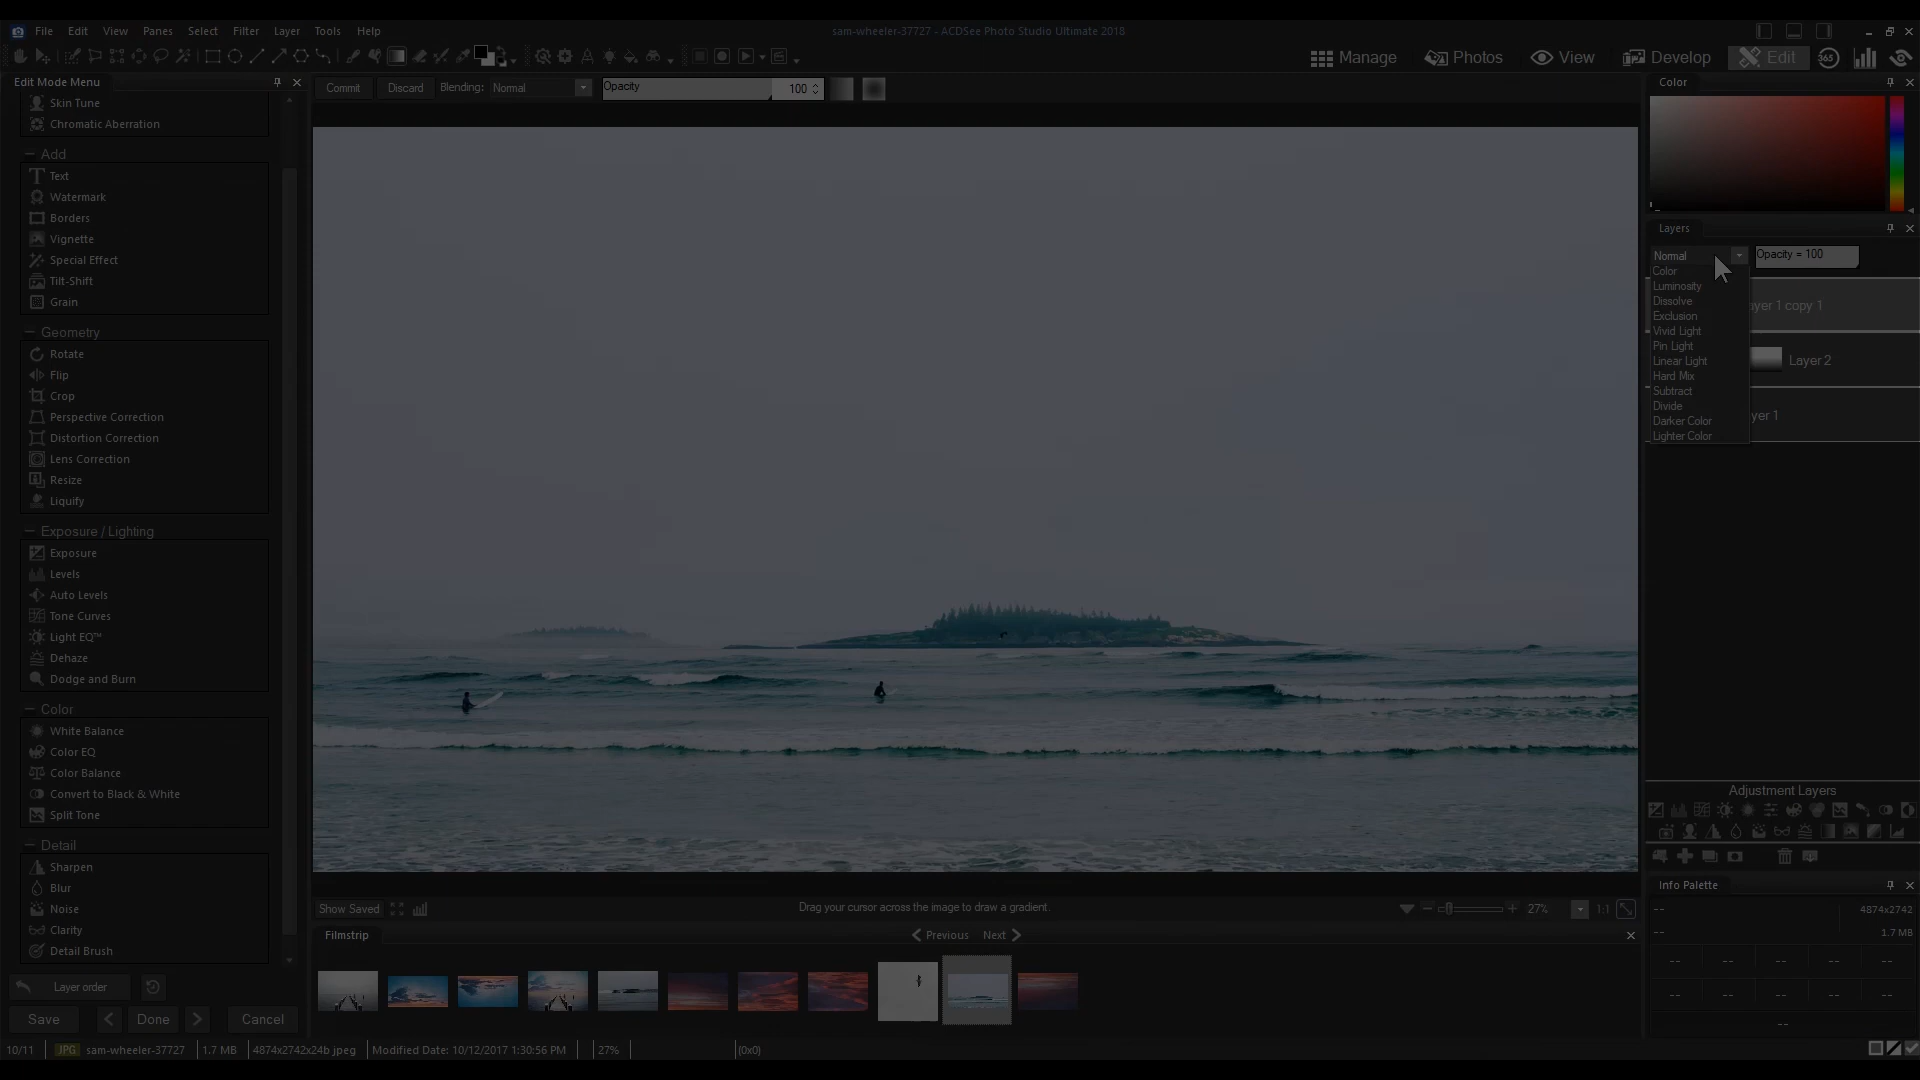 File Edit View Panes Select Filter Layer Tools Help
sam-wheeler-37727 - ACDSee Photo Studio Ultimate 2018
Manage Photos View Develop Edit 365
Edit Mode Menu
Skin Tune
Chromatic Aberration
Add
Text
Watermark
Borders
Vignette
Special Effect
Tilt-Shift
Grain
Geometry
Rotate
Flip
Crop
Perspective Correction
Distortion Correction
Lens Correction
Resize
Liquify
Exposure / Lighting
Exposure
Levels
Auto Levels
Tone Curves
Light EQ™
Dehaze
Dodge and Burn
Color
White Balance
Color EQ
Color Balance
Convert to Black & White
Split Tone
Detail
Sharpen
Blur
Noise
Clarity
Detail Brush
Layer order
Save Done Cancel
Commit Discard Blending: Normal Opacity 100
Show Saved
Drag your cursor across the image to draw a gradient.
27% 1:1
Filmstrip
Previous Next
Color
Layers
Normal
Opacity = 100
Color
Luminosity
Dissolve
Exclusion
Vivid Light
Pin Light
Linear Light
Hard Mix
Subtract
Divide
Darker Color
Lighter Color
ayer 1 copy 1
Layer 2
yer 1
Adjustment Layers
Info Palette
-- 4874x2742
-- 1.7 MB
-- -- -- -- --
-- -- -- -- --
--
10/11 JPG sam-wheeler-37727 1.7 MB 4874x2742x24b jpeg Modified Date: 10/12/2017 1:30:56 PM 27% (0x0)